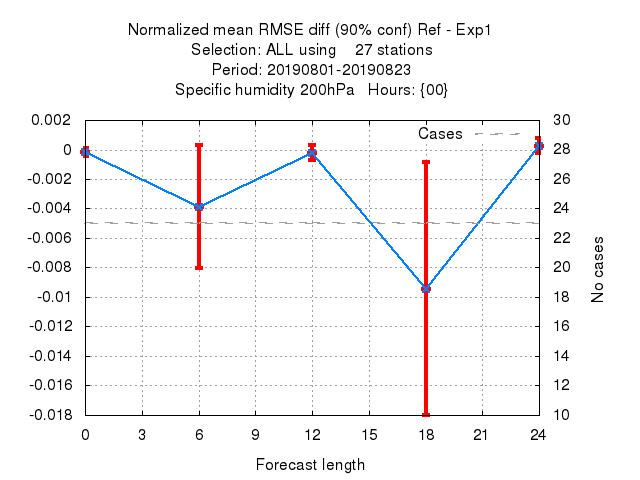 Normalized mean RMSE diff (90% conf) Ref - Exp1
Selection: ALL using    27 stations
Period: 20190801-20190823
Specific humidity 200hPa   Hours: {00}
Cases
0.002
0
-0.002
-0.004
-0.006
-0.008
-0.01
-0.012
-0.014
-0.016
-0.018
30
28
26
24
22
20
18
16
14
12
10
No cases
0 3 6 9 12 15 18 21 24
Forecast length